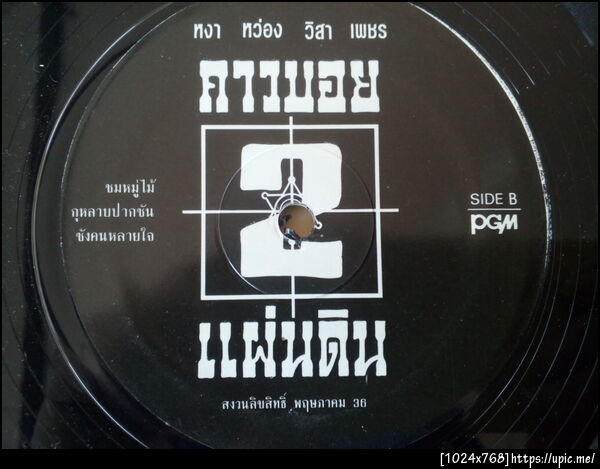 หงา หว่อง วิสา เพชร
คาวบอย
2
แผ่นดิน
ชมหมู่ไม้
กุหลาบปากซัน
ชังคนหลายใจ
SIDE B
PGM
สงวนลิขสิทธิ์ พฤษภาคม 36
[1024x768]https://upic.me/